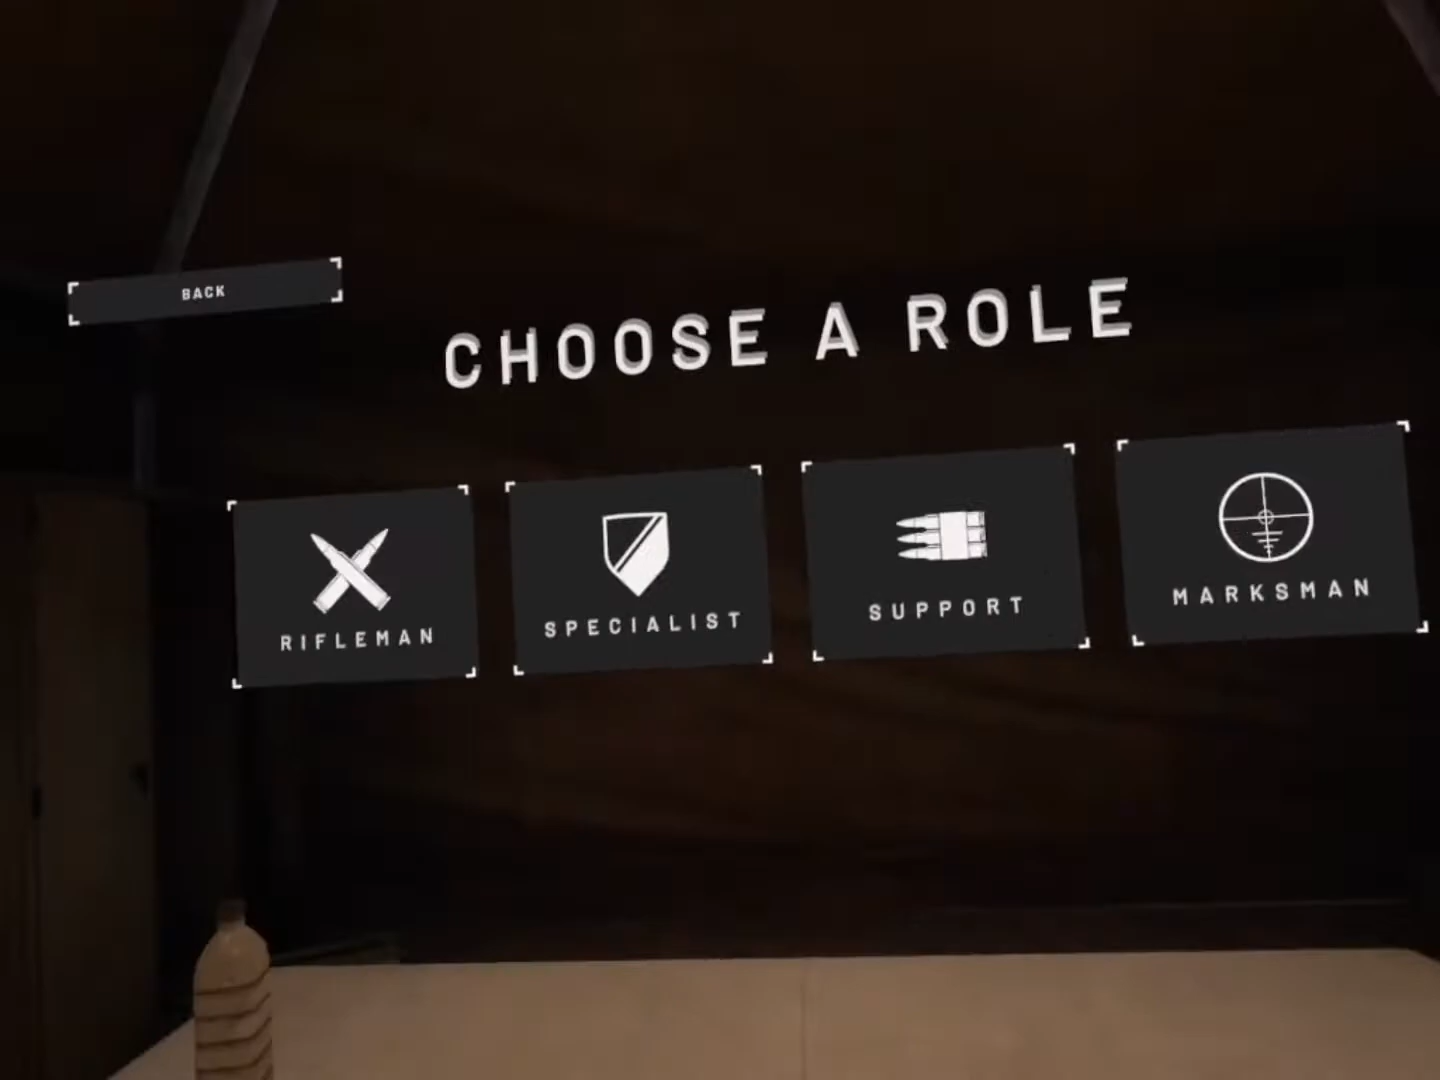 BACK
CHOOSE A ROLE
RIFLEMAN
SPECIALIST
SUPPORT
MARKSMAN